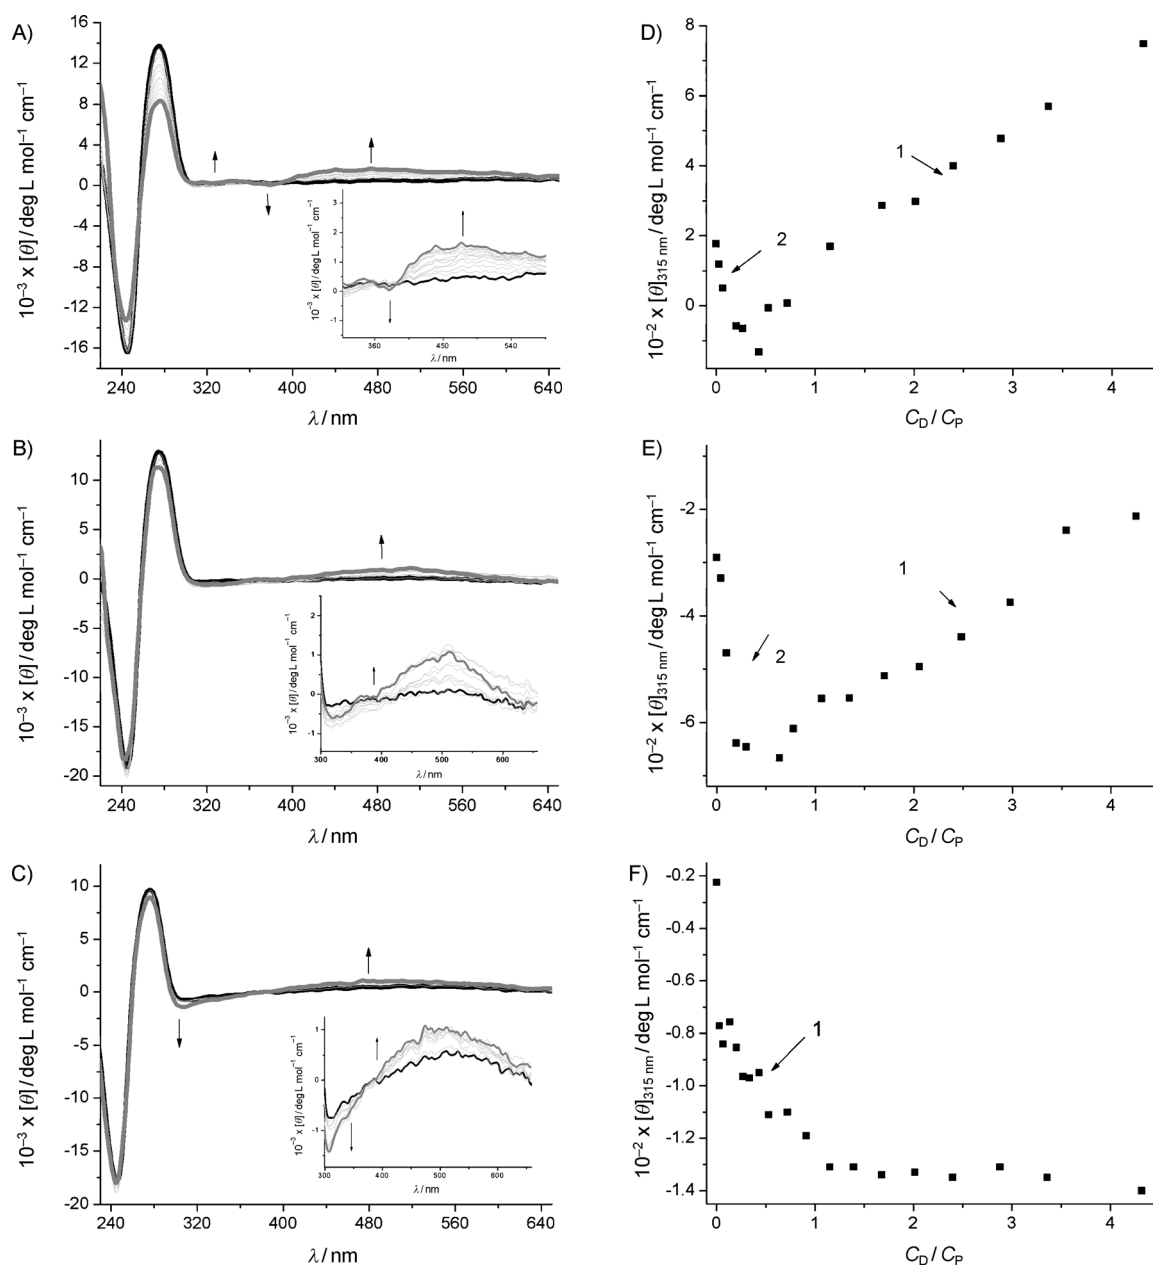 A)
16
12
8
4
0
−4
−8
−12
−16
10⁻³ x [θ] / deg L mol⁻¹ cm⁻¹
240 320 400 480 560 640
λ / nm
3
2
1
0
−1
10⁻³ x [θ] / deg L mol⁻¹ cm⁻¹
360 450 540
λ / nm
D)
8
6
4
2
0
10⁻² x [θ]₃₁₅ ₙₘ / deg L mol⁻¹ cm⁻¹
1
2
0 1 2 3 4
C_D / C_P
B)
10
5
0
−5
−10
−15
−20
10⁻³ x [θ] / deg L mol⁻¹ cm⁻¹
240 320 400 480 560 640
λ / nm
2
1
0
−1
10⁻³ x [θ] / deg L mol⁻¹ cm⁻¹
300 400 500 600
λ / nm
E)
−2
−4
−6
10⁻² x [θ]₃₁₅ ₙₘ / deg L mol⁻¹ cm⁻¹
1
2
0 1 2 3 4
C_D / C_P
C)
10
5
0
−5
−10
−15
−20
10⁻³ x [θ] / deg L mol⁻¹ cm⁻¹
240 320 400 480 560 640
λ / nm
1
0
−1
10⁻³ x [θ] / deg L mol⁻¹ cm⁻¹
300 400 500 600
λ / nm
F)
−0.2
−0.4
−0.6
−0.8
−1.0
−1.2
−1.4
10⁻² x [θ]₃₁₅ ₙₘ / deg L mol⁻¹ cm⁻¹
1
0 1 2 3 4
C_D / C_P